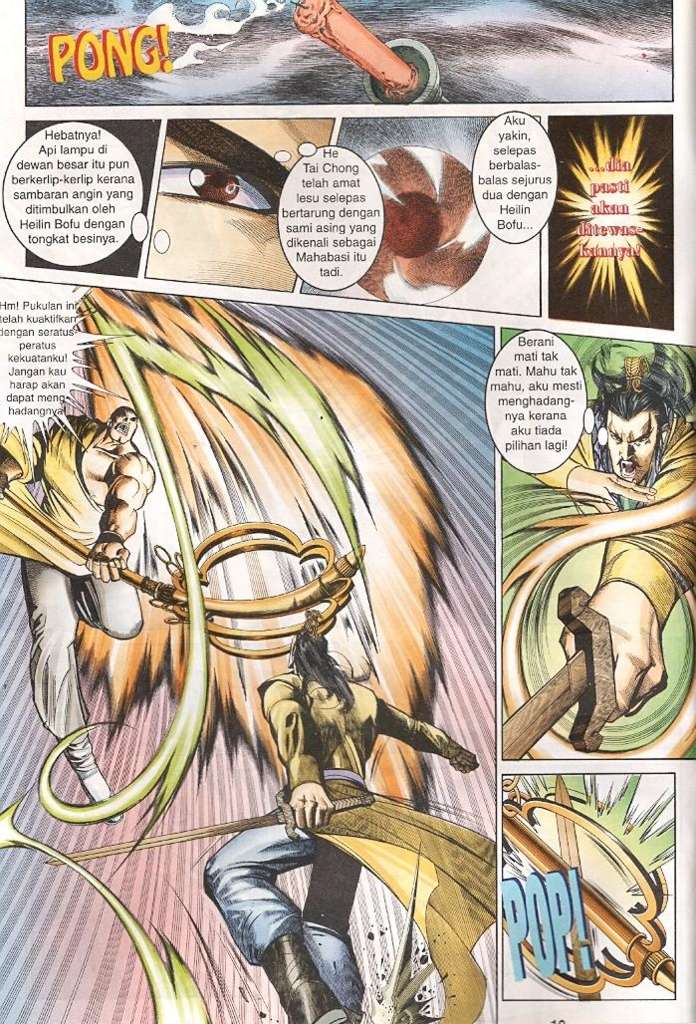 PONG!
Hebatnya!
Api lampu di
dewan besar itu pun
berkerlip-kerlip kerana
sambaran angin yang
ditimbulkan oleh
Heilin Bofu dengan
tongkat besinya.
He
Tai Chong
telah amat
lesu selepas
bertarung dengan
sami asing yang
dikenali sebagai
Mahabasi itu
tadi.
Aku
yakin,
selepas
berbalas-
balas sejurus
dua dengan
Heilin
Bofu...
...dia
pasti
akan
ditewas-
kannya!
Hm! Pukulan ini
telah kuaktifkan
dengan seratus-
peratus
kekuatanku!
Jangan kau
harap akan
dapat meng
hadangnya!
Berani
mati tak
mati. Mahu tak
mahu, aku mesti
menghadang-
nya kerana
aku tiada
pilihan lagi!
POP!